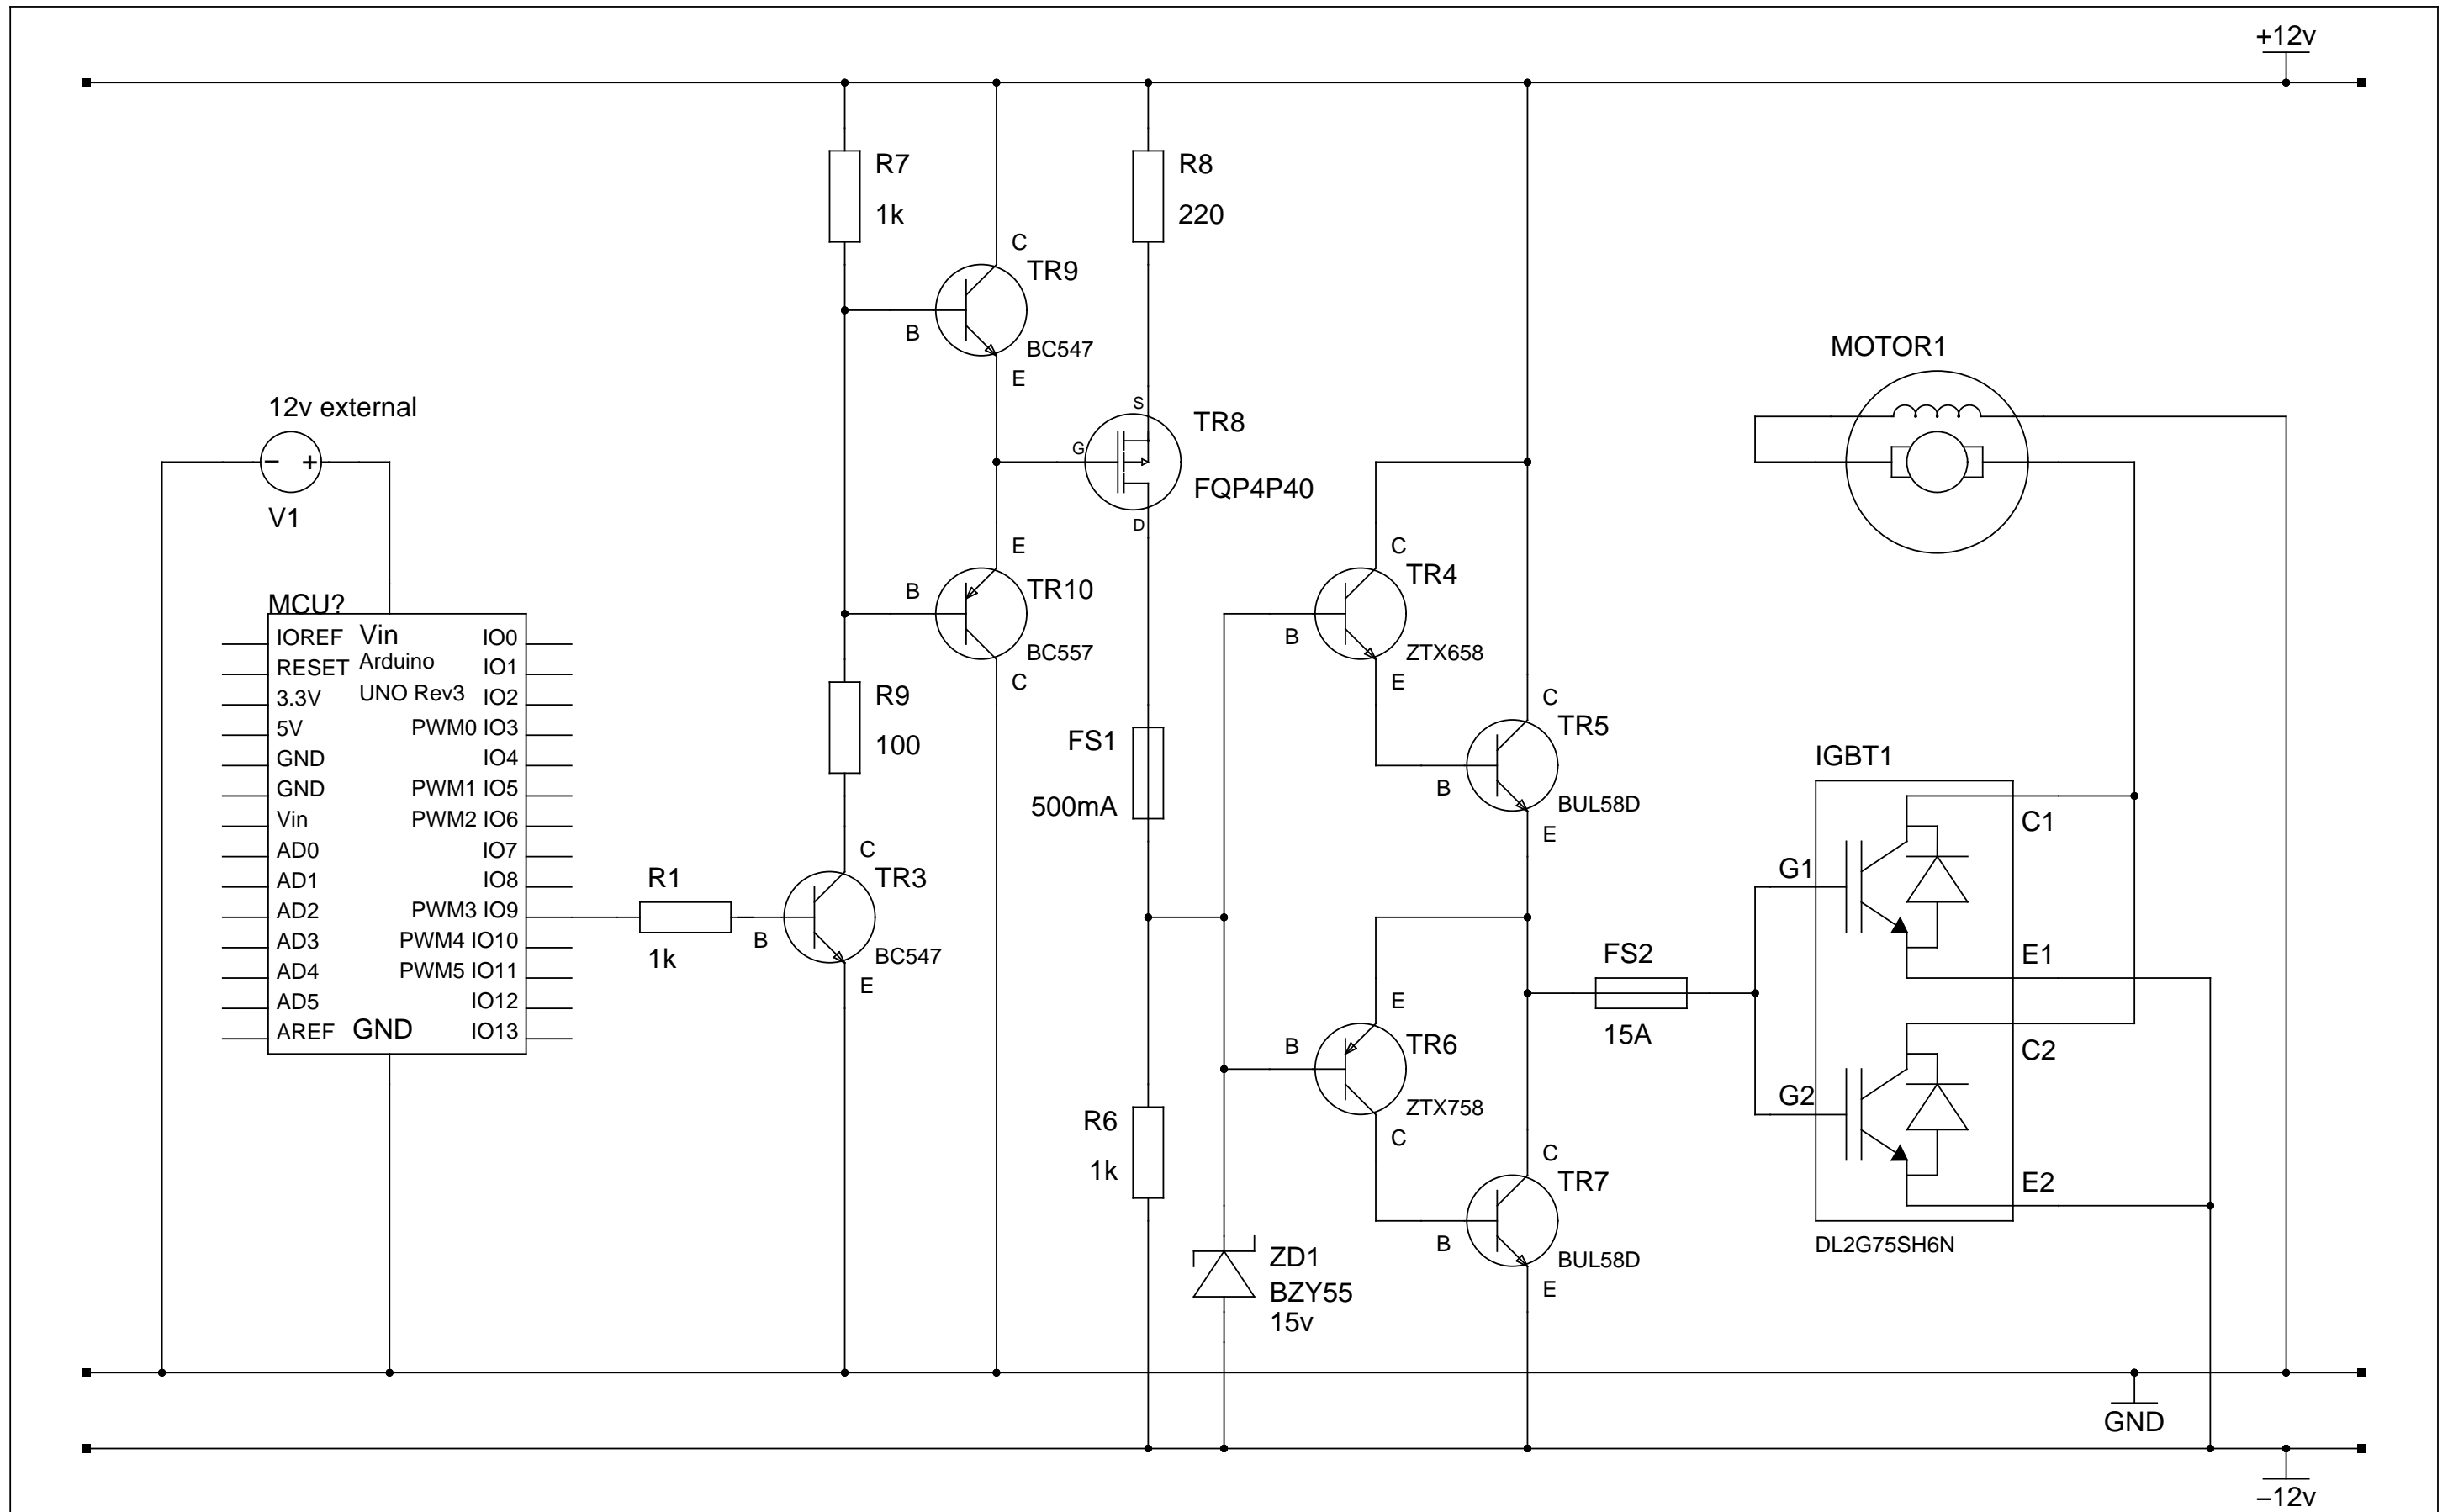 +12v
R7
1k
C
TR9
B
BC547
E
R8
220
12v external
− +
V1
S
G
TR8
FQP4P40
D
MOTOR1
E
B
TR10
BC557
C
C
TR4
B
ZTX658
E
MCU?
Vin
Arduino
UNO Rev3
IOREF
RESET
3.3V
5V
GND
GND
Vin
AD0
AD1
AD2
AD3
AD4
AD5
AREF
GND
IO0
IO1
IO2
PWM0 IO3
IO4
PWM1 IO5
PWM2 IO6
IO7
IO8
PWM3 IO9
PWM4 IO10
PWM5 IO11
IO12
IO13
R9
100
FS1
500mA
C
TR5
B
BUL58D
E
IGBT1
C1
G1
E1
C2
G2
E2
DL2G75SH6N
R1
1k
C
TR3
B
BC547
E
FS2
15A
E
B
TR6
ZTX758
C
R6
1k
C
TR7
B
BUL58D
E
ZD1
BZY55
15v
GND
−12v